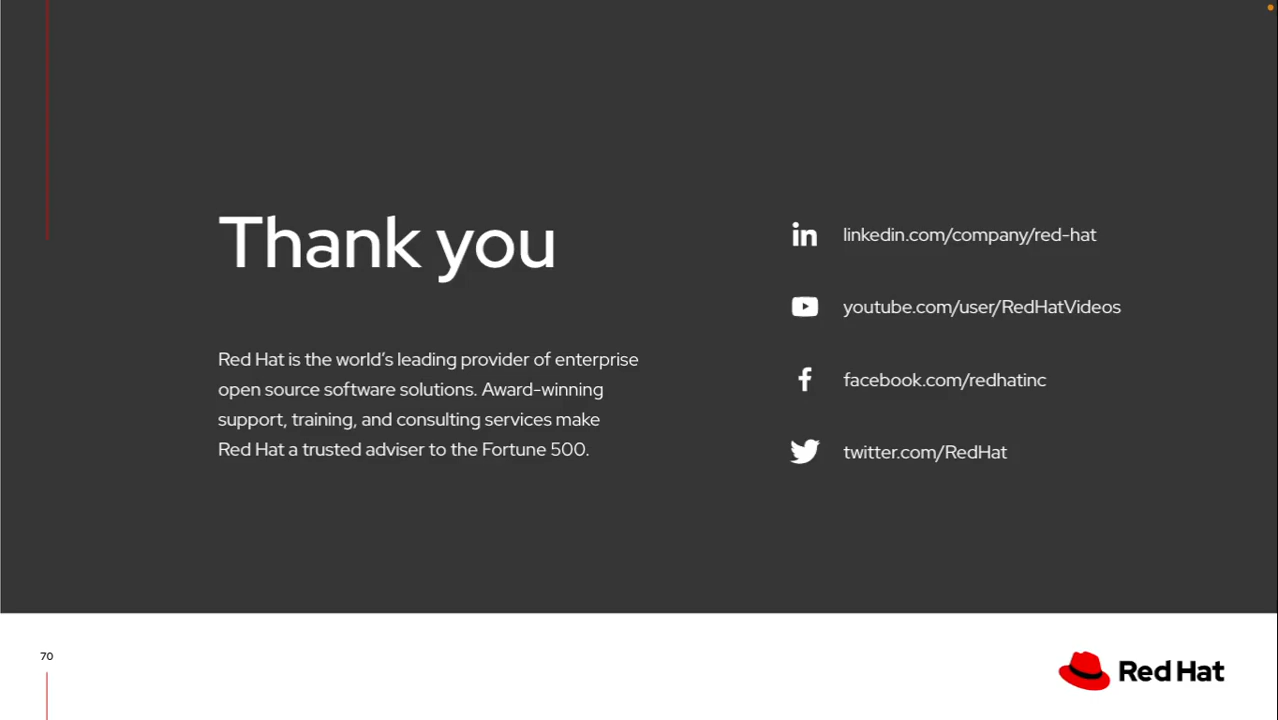 Thank you
Red Hat is the world's leading provider of enterprise
open source software solutions. Award-winning
support, training, and consulting services make
Red Hat a trusted adviser to the Fortune 500.
linkedin.com/company/red-hat
youtube.com/user/RedHatVideos
facebook.com/redhatinc
twitter.com/RedHat
70
Red Hat